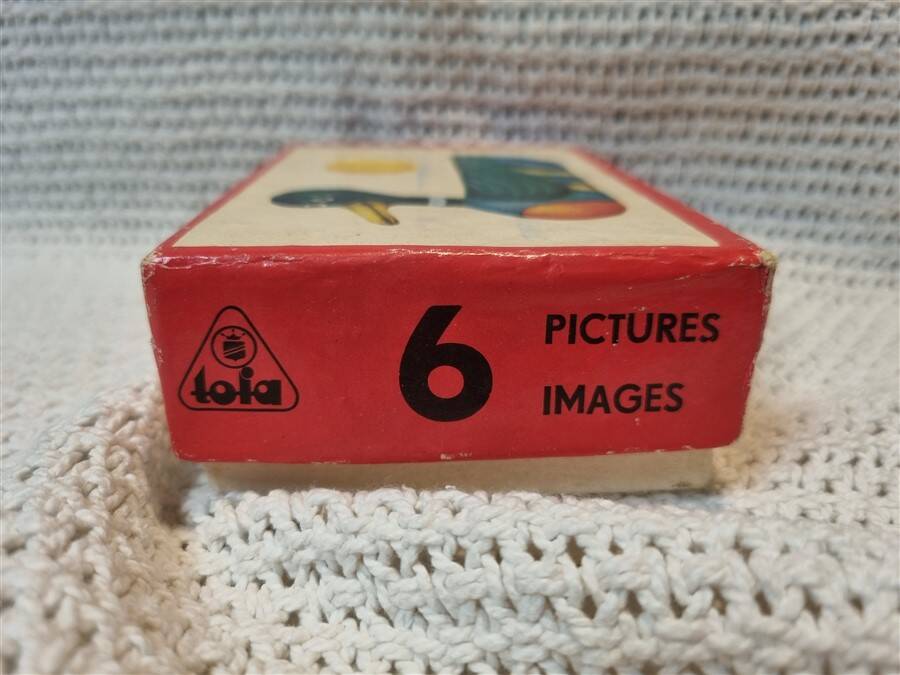 tofa
6
PICTURES
IMAGES